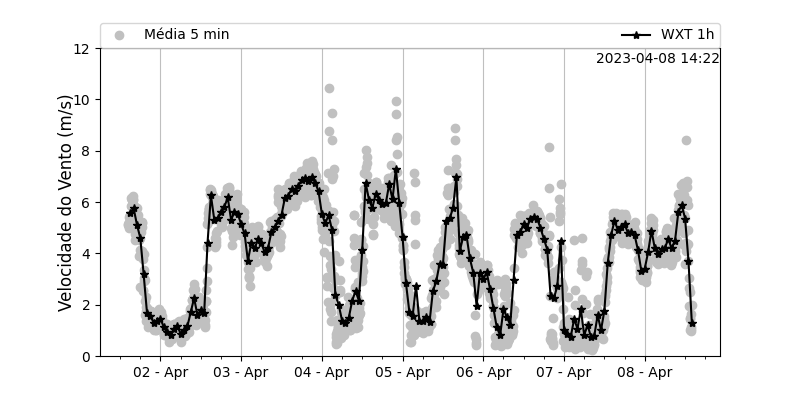 Média 5 min
WXT 1h
2023-04-08 14:22
Velocidade do Vento (m/s)
12
10
8
6
4
2
0
02 - Apr
03 - Apr
04 - Apr
05 - Apr
06 - Apr
07 - Apr
08 - Apr